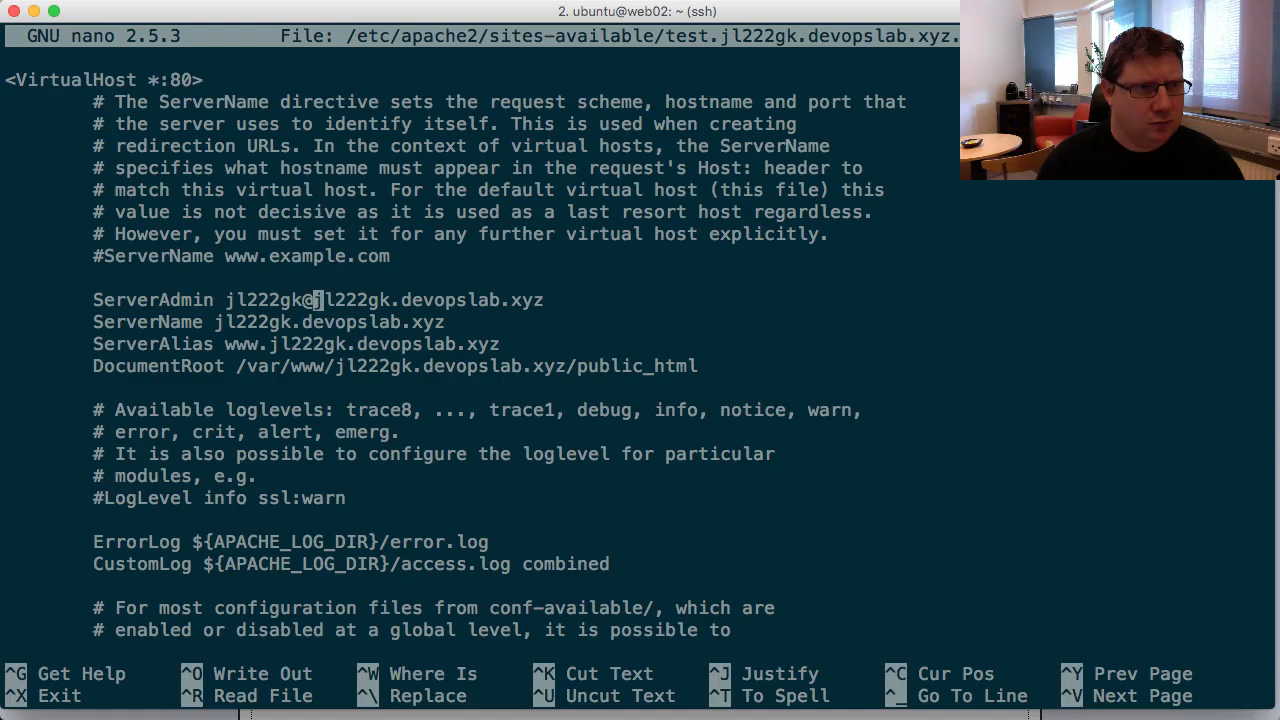 2. ubuntu@web02: ~ (ssh)
GNU nano 2.5.3 File: /etc/apache2/sites-available/test.jl222gk.devopslab.xyz.
<VirtualHost *:80>
# The ServerName directive sets the request scheme, hostname and port that
# the server uses to identify itself. This is used when creating
# redirection URLs. In the context of virtual hosts, the ServerName
# specifies what hostname must appear in the request's Host: header to
# match this virtual host. For the default virtual host (this file) this
# value is not decisive as it is used as a last resort host regardless.
# However, you must set it for any further virtual host explicitly.
#ServerName www.example.com
ServerAdmin jl222gk@jl222gk.devopslab.xyz
ServerName jl222gk.devopslab.xyz
ServerAlias www.jl222gk.devopslab.xyz
DocumentRoot /var/www/jl222gk.devopslab.xyz/public_html
# Available loglevels: trace8, ..., trace1, debug, info, notice, warn,
# error, crit, alert, emerg.
# It is also possible to configure the loglevel for particular
# modules, e.g.
#LogLevel info ssl:warn
ErrorLog ${APACHE_LOG_DIR}/error.log
CustomLog ${APACHE_LOG_DIR}/access.log combined
# For most configuration files from conf-available/, which are
# enabled or disabled at a global level, it is possible to
^G Get Help ^O Write Out ^W Where Is ^K Cut Text ^J Justify ^C Cur Pos ^Y Prev Page
^X Exit ^R Read File ^\ Replace ^U Uncut Text ^T To Spell ^_ Go To Line ^V Next Page